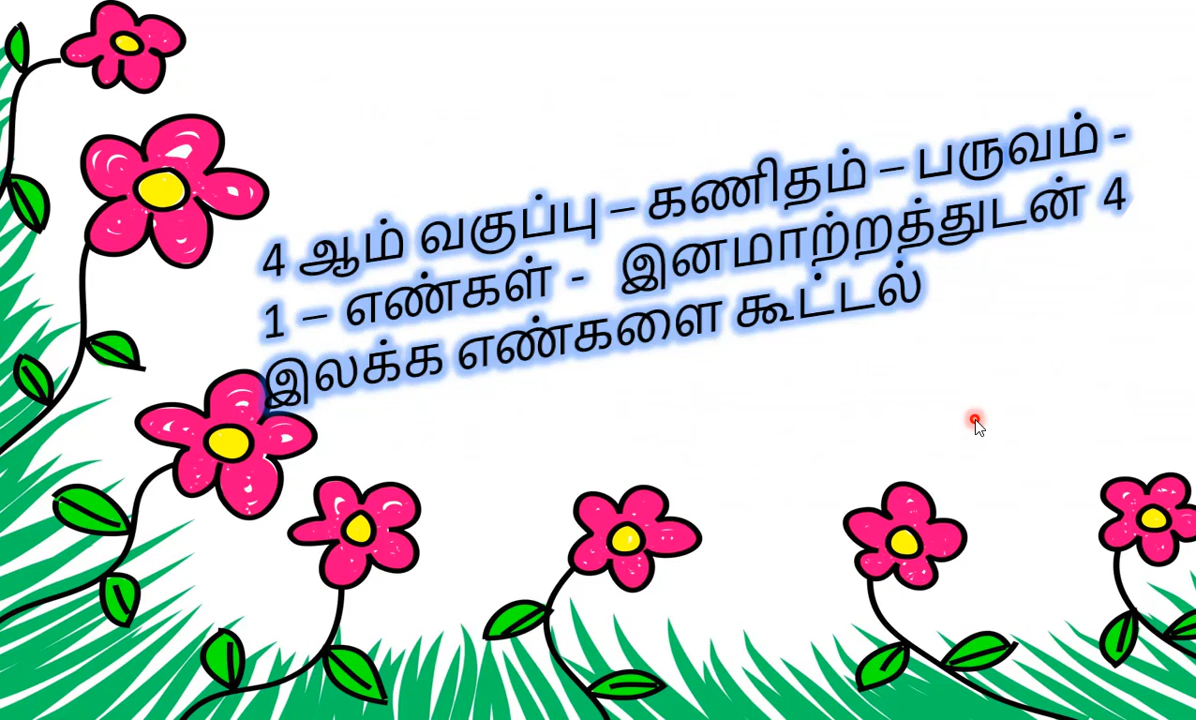 4 ஆம் வகுப்பு – கணிதம் – பருவம் -
1 – எண்கள் - இனமாற்றத்துடன் 4
இலக்க எண்களை கூட்டல்